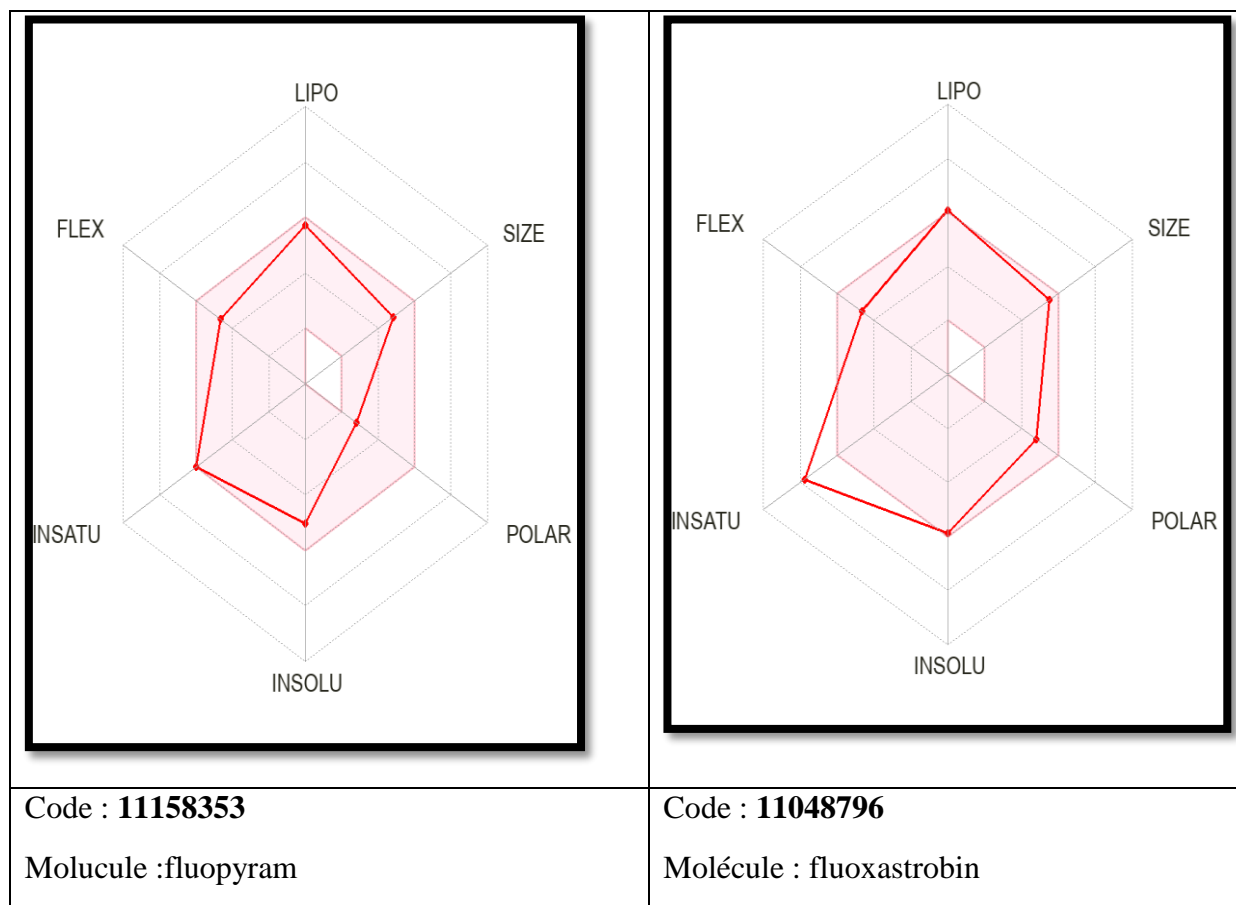 LIPO
FLEX
SIZE
INSATU
POLAR
INSOLU
LIPO
FLEX
SIZE
INSATU
POLAR
INSOLU
Code : 11158353
Molucule :fluopyram
Code : 11048796
Molécule : fluoxastrobin